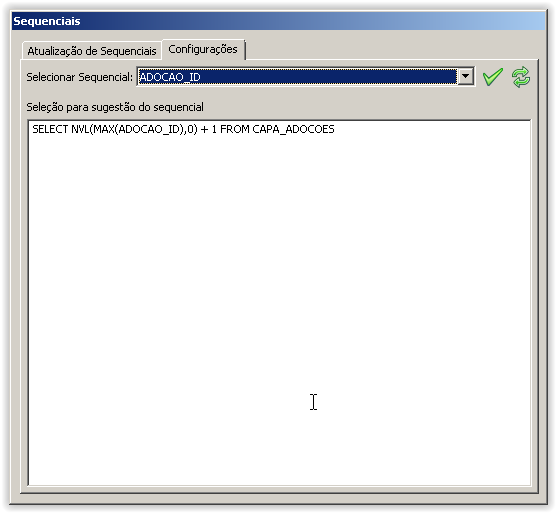 Sequenciais
Atualização de Sequenciais
Configurações
Selecionar Sequencial: ADOCAO_ID
Seleção para sugestão do sequencial
SELECT NVL(MAX(ADOCAO_ID),0) + 1 FROM CAPA_ADOCOES